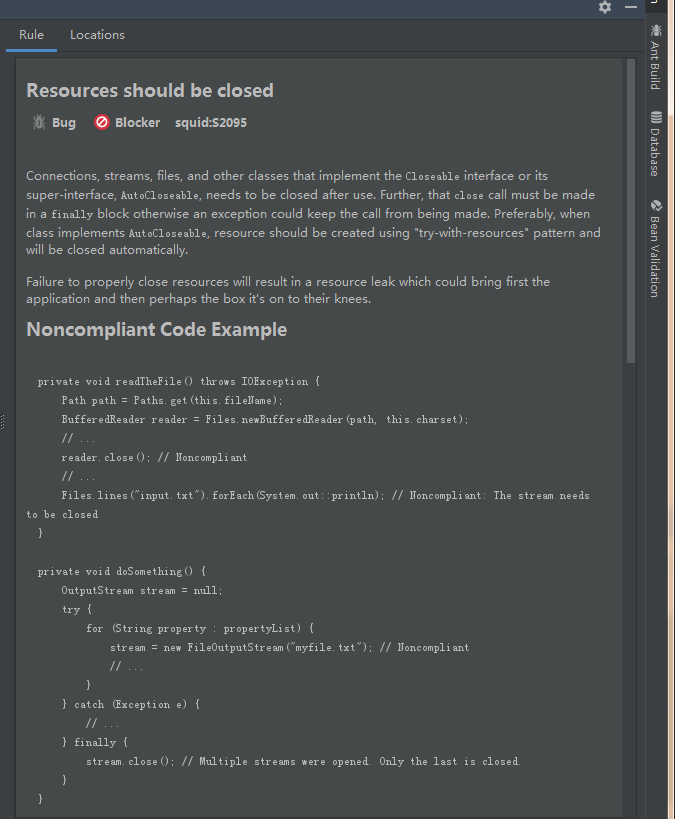 Rule Locations
Resources should be closed
Bug Blocker squid:S2095
Connections, streams, files, and other classes that implement the Closeable interface or its
super-interface, AutoCloseable, needs to be closed after use. Further, that close call must be made
in a finally block otherwise an exception could keep the call from being made. Preferably, when
class implements AutoCloseable, resource should be created using "try-with-resources" pattern and
will be closed automatically.
Failure to properly close resources will result in a resource leak which could bring first the
application and then perhaps the box it's on to their knees.
Noncompliant Code Example
private void readTheFile() throws IOException {
Path path = Paths.get(this.fileName);
BufferedReader reader = Files.newBufferedReader(path, this.charset);
// ...
reader.close(); // Noncompliant
// ...
Files.lines("input.txt").forEach(System.out::println); // Noncompliant: The stream needs
to be closed
}
private void doSomething() {
OutputStream stream = null;
try {
for (String property : propertyList) {
stream = new FileOutputStream("myfile.txt"); // Noncompliant
// ...
}
} catch (Exception e) {
// ...
} finally {
stream.close(); // Multiple streams were opened. Only the last is closed.
}
}
Ant Build
Database
Bean Validation